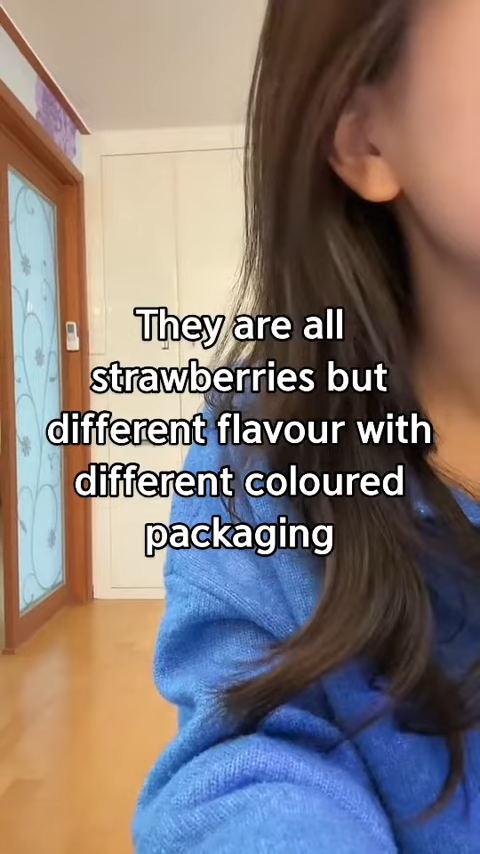 They are all
strawberries but
different flavour with
different coloured
packaging